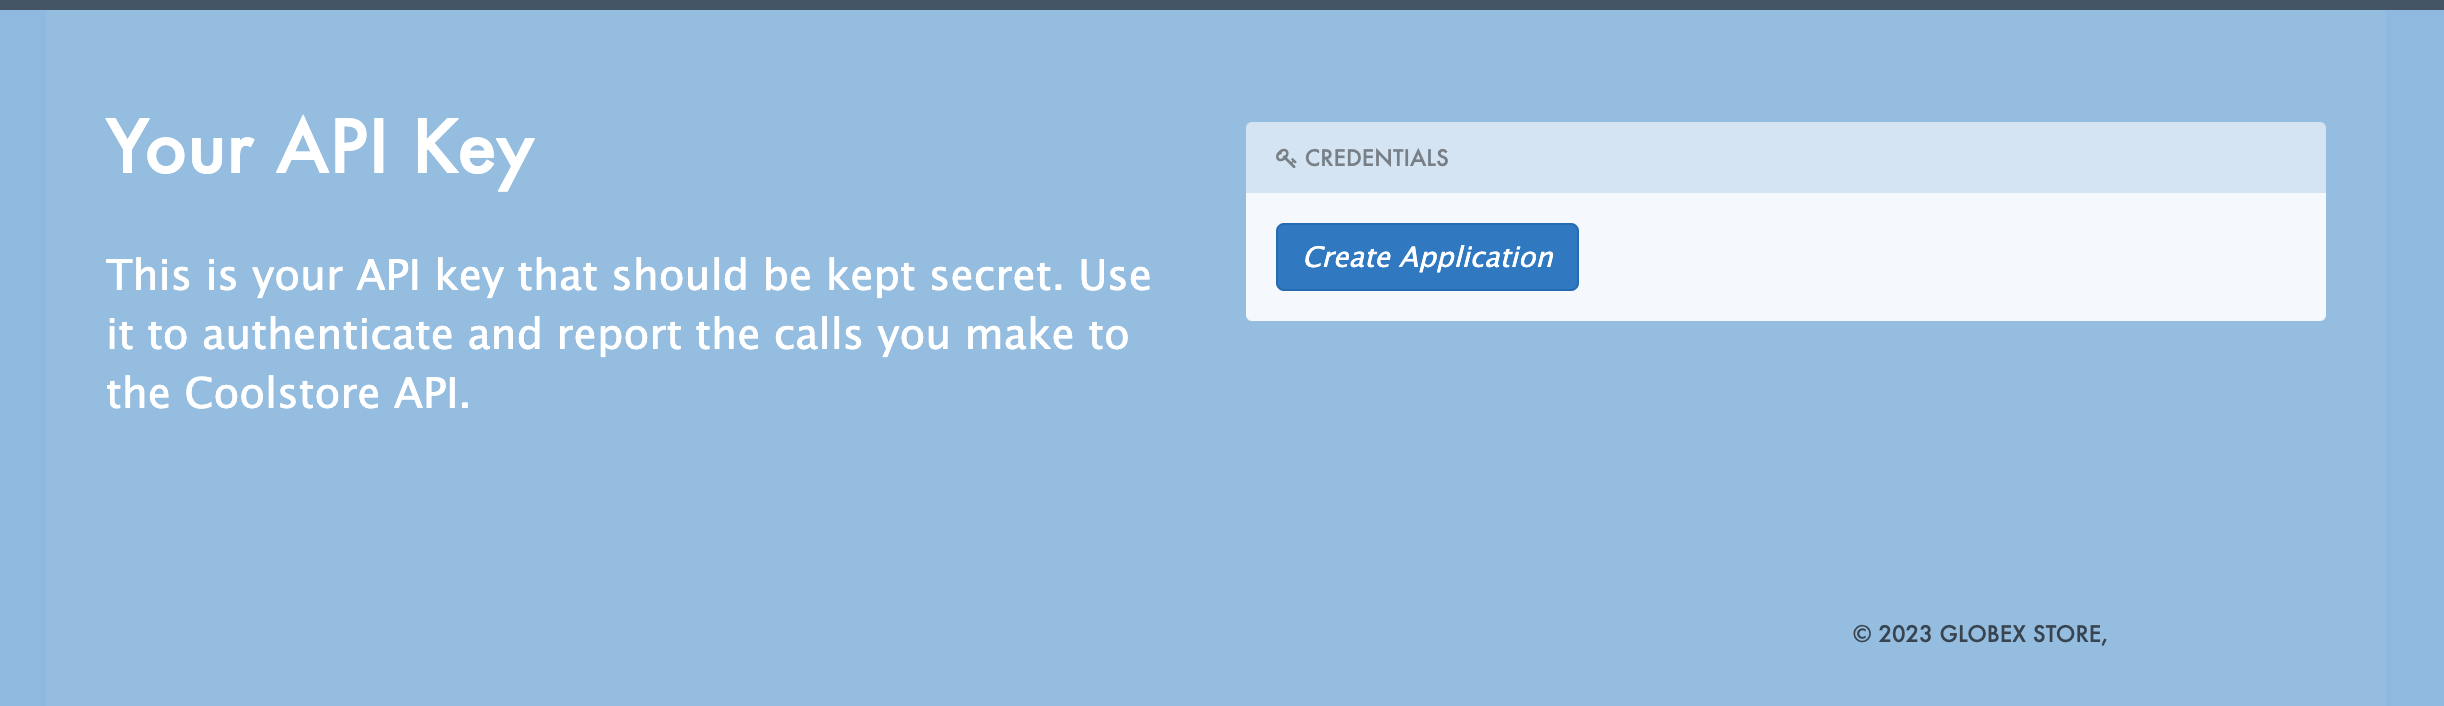 Your API Key
This is your API key that should be kept secret. Use
it to authenticate and report the calls you make to
the Coolstore API.
CREDENTIALS
Create Application
© 2023 GLOBEX STORE,